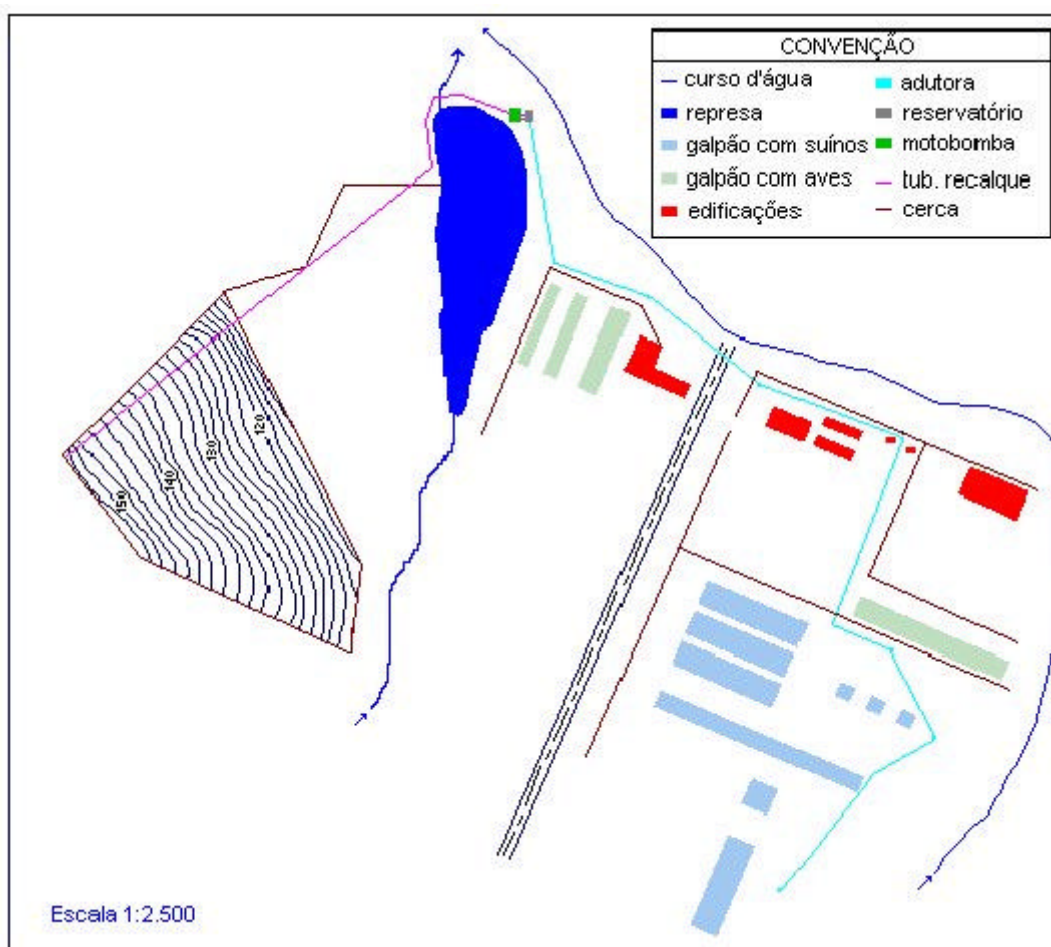 CONVENÇÃO
curso d'água
adutora
represa
reservatório
galpão com suínos
motobomba
galpão com aves
tub. recalque
edificações
cerca
120
130
140
150
Escala 1:2.500